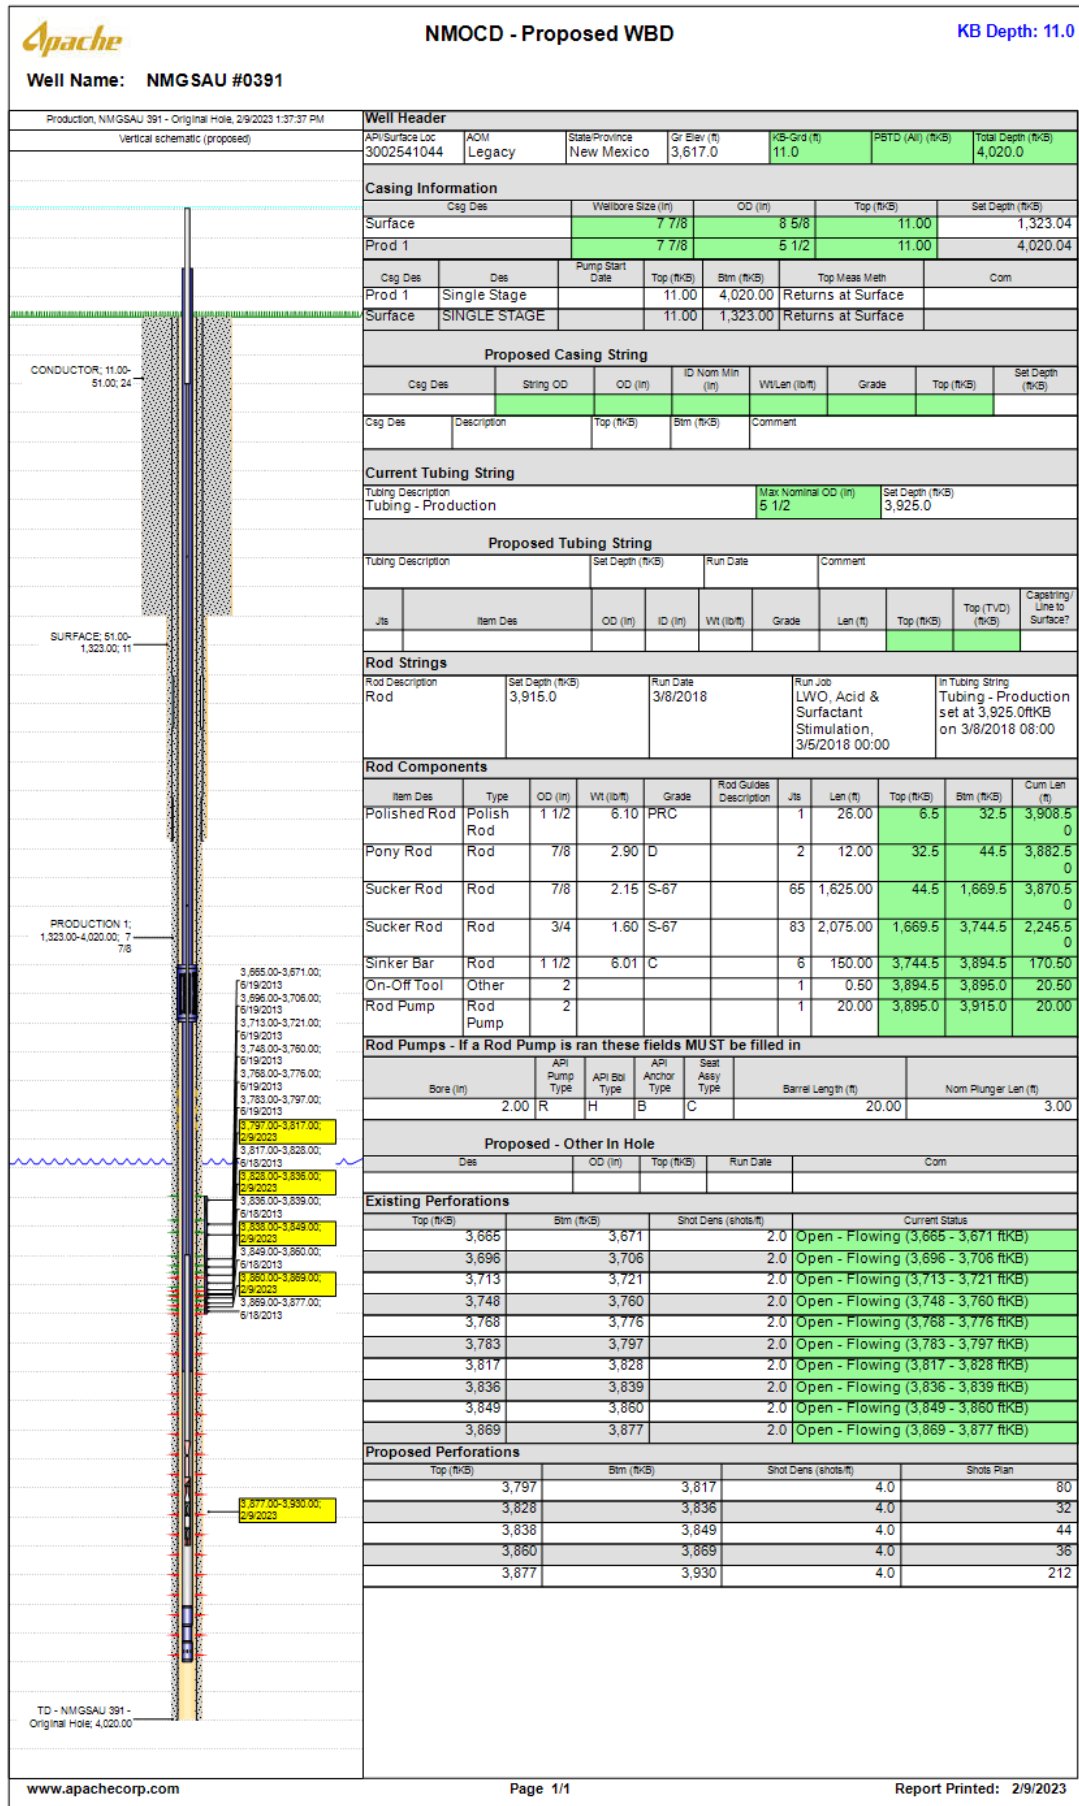 Apache
NMOCD - Proposed WBD
KB Depth: 11.0
Well Name: NMGSAU #0391
Production, NMGSAU 391 - Original Hole, 2/9/2023 1:37:37 PM
Vertical schematic (proposed)
CONDUCTOR; 11.00-
51.00; 24
SURFACE; 51.00-
1,323.00; 11
PRODUCTION 1;
1,323.00-4,020.00; 7
7/8
3,665.00-3,671.00;
6/19/2013
3,696.00-3,706.00;
6/19/2013
3,713.00-3,721.00;
6/19/2013
3,748.00-3,760.00;
6/19/2013
3,768.00-3,776.00;
6/19/2013
3,783.00-3,797.00;
6/19/2013
3,797.00-3,817.00;
2/9/2023
3,817.00-3,828.00;
6/18/2013
3,828.00-3,836.00;
2/9/2023
3,836.00-3,839.00;
6/18/2013
3,838.00-3,849.00;
2/9/2023
3,849.00-3,860.00;
6/18/2013
3,860.00-3,869.00;
2/9/2023
3,869.00-3,877.00;
6/18/2013
3,877.00-3,930.00;
2/9/2023
TD - NMGSAU 391 -
Original Hole; 4,020.00
Well Header
API/Surface Loc AOM State/Province Gr Elev (ft) KB-Grd (ft) PBTD (All) (ftKB) Total Depth (ftKB)
3002541044 Legacy New Mexico 3,617.0 11.0 4,020.0
Casing Information
Csg Des Wellbore Size (in) OD (in) Top (ftKB) Set Depth (ftKB)
Surface 7 7/8 8 5/8 11.00 1,323.04
Prod 1 7 7/8 5 1/2 11.00 4,020.04
Csg Des Des Pump Start Date Top (ftKB) Btm (ftKB) Top Meas Meth Com
Prod 1 Single Stage 11.00 4,020.00 Returns at Surface
Surface SINGLE STAGE 11.00 1,323.00 Returns at Surface
Proposed Casing String
Csg Des String OD OD (in) ID Nom Min (in) Wt/Len (lb/ft) Grade Top (ftKB) Set Depth (ftKB)
Csg Des Description Top (ftKB) Btm (ftKB) Comment
Current Tubing String
Tubing Description Max Nominal OD (in) Set Depth (ftKB)
Tubing - Production 5 1/2 3,925.0
Proposed Tubing String
Tubing Description Set Depth (ftKB) Run Date Comment
Jts Item Des OD (in) ID (in) Wt (lb/ft) Grade Len (ft) Top (ftKB) Top (TVD) (ftKB) Capstring/ Line to Surface?
Rod Strings
Rod Description Set Depth (ftKB) Run Date Run Job In Tubing String
Rod 3,915.0 3/8/2018 LWO, Acid & Tubing - Production
Surfactant set at 3,925.0ftKB
Stimulation, on 3/8/2018 08:00
3/5/2018 00:00
Rod Components
Item Des Type OD (in) Wt (lb/ft) Grade Rod Guides Description Jts Len (ft) Top (ftKB) Btm (ftKB) Cum Len (ft)
Polished Rod Polish Rod 1 1/2 6.10 PRC 1 26.00 6.5 32.5 3,908.50
Pony Rod Rod 7/8 2.90 D 2 12.00 32.5 44.5 3,882.50
Sucker Rod Rod 7/8 2.15 S-67 65 1,625.00 44.5 1,669.5 3,870.50
Sucker Rod Rod 3/4 1.60 S-67 83 2,075.00 1,669.5 3,744.5 2,245.50
Sinker Bar Rod 1 1/2 6.01 C 6 150.00 3,744.5 3,894.5 170.50
On-Off Tool Other 2 1 0.50 3,894.5 3,895.0 20.50
Rod Pump Rod Pump 2 1 20.00 3,895.0 3,915.0 20.00
Rod Pumps - If a Rod Pump is ran these fields MUST be filled in
Bore (in) API Pump Type API Bbl Type API Anchor Type Seat Assy Type Barrel Length (ft) Nom Plunger Len (ft)
2.00 R H B C 20.00 3.00
Proposed - Other In Hole
Des OD (in) Top (ftKB) Run Date Com
Existing Perforations
Top (ftKB) Btm (ftKB) Shot Dens (shots/ft) Current Status
3,665 3,671 2.0 Open - Flowing (3,665 - 3,671 ftKB)
3,696 3,706 2.0 Open - Flowing (3,696 - 3,706 ftKB)
3,713 3,721 2.0 Open - Flowing (3,713 - 3,721 ftKB)
3,748 3,760 2.0 Open - Flowing (3,748 - 3,760 ftKB)
3,768 3,776 2.0 Open - Flowing (3,768 - 3,776 ftKB)
3,783 3,797 2.0 Open - Flowing (3,783 - 3,797 ftKB)
3,817 3,828 2.0 Open - Flowing (3,817 - 3,828 ftKB)
3,836 3,839 2.0 Open - Flowing (3,836 - 3,839 ftKB)
3,849 3,860 2.0 Open - Flowing (3,849 - 3,860 ftKB)
3,869 3,877 2.0 Open - Flowing (3,869 - 3,877 ftKB)
Proposed Perforations
Top (ftKB) Btm (ftKB) Shot Dens (shots/ft) Shots Plan
3,797 3,817 4.0 80
3,828 3,836 4.0 32
3,838 3,849 4.0 44
3,860 3,869 4.0 36
3,877 3,930 4.0 212
www.apachecorp.com
Page 1/1
Report Printed: 2/9/2023